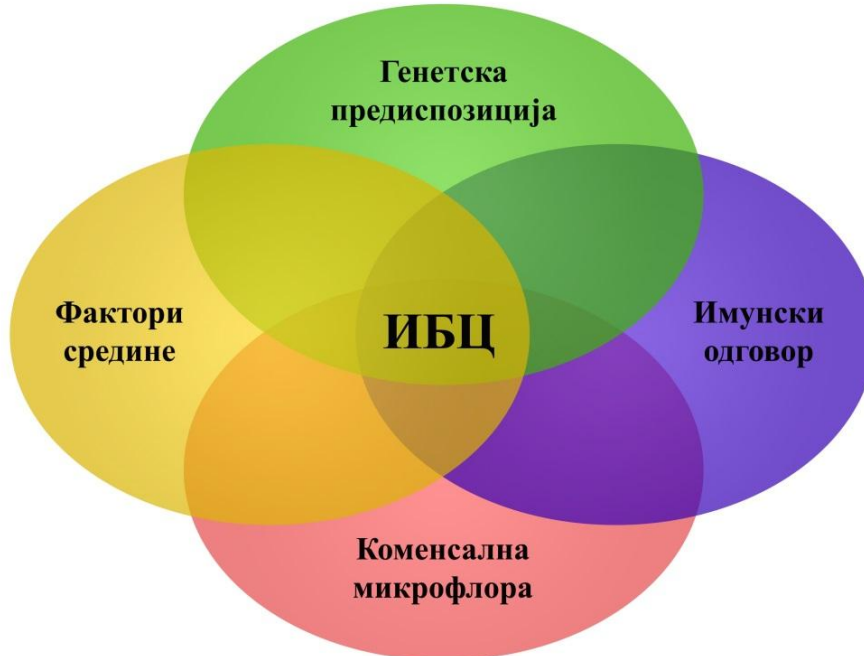 Генетска
предиспозиција
Фактори
средине
ИБЦ
Имунски
одговор
Коменсална
микрофлора